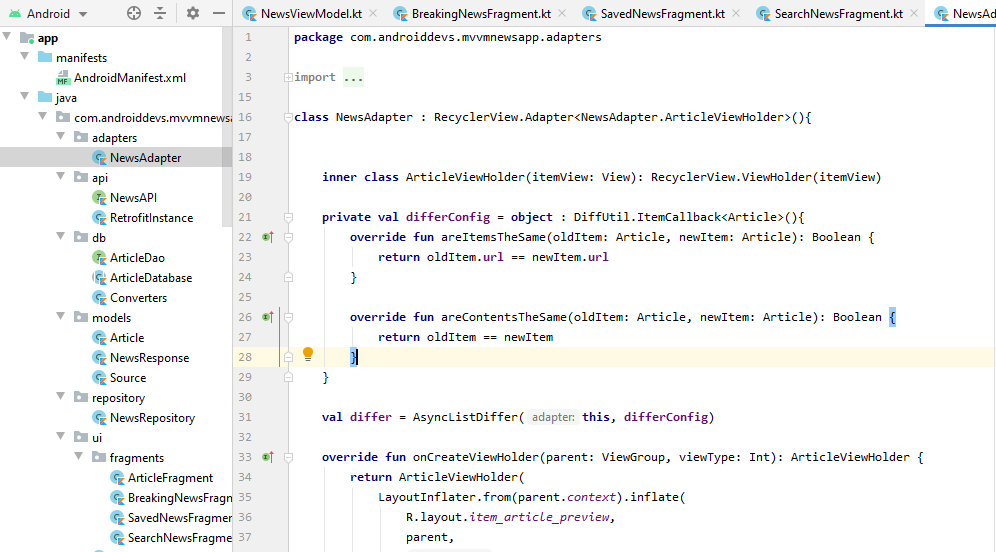 Android
NewsViewModel.kt
BreakingNewsFragment.kt
SavedNewsFragment.kt
SearchNewsFragment.kt
NewsAd
app
manifests
MF
AndroidManifest.xml
java
com.androiddevs.mvvmnewsa
adapters
NewsAdapter
api
NewsAPI
RetrofitInstance
db
ArticleDao
ArticleDatabase
Converters
models
Article
NewsResponse
Source
repository
NewsRepository
ui
fragments
ArticleFragment
BreakingNewsFragn
SavedNewsFragmer
SearchNewsFragme
1 package com.androiddevs.mvvmnewsapp.adapters
2
3 import ...
15
16 class NewsAdapter : RecyclerView.Adapter<NewsAdapter.ArticleViewHolder>(){
17
18
19 inner class ArticleViewHolder(itemView: View): RecyclerView.ViewHolder(itemView)
20
21 private val differConfig = object : DiffUtil.ItemCallback<Article>(){
22 override fun areItemsTheSame(oldItem: Article, newItem: Article): Boolean {
23 return oldItem.url == newItem.url
24 }
25
26 override fun areContentsTheSame(oldItem: Article, newItem: Article): Boolean {
27 return oldItem == newItem
28 }
29 }
30
31 val differ = AsyncListDiffer( adapter: this, differConfig)
32
33 override fun onCreateViewHolder(parent: ViewGroup, viewType: Int): ArticleViewHolder {
34 return ArticleViewHolder(
35 LayoutInflater.from(parent.context).inflate(
36 R.layout.item_article_preview,
37 parent,